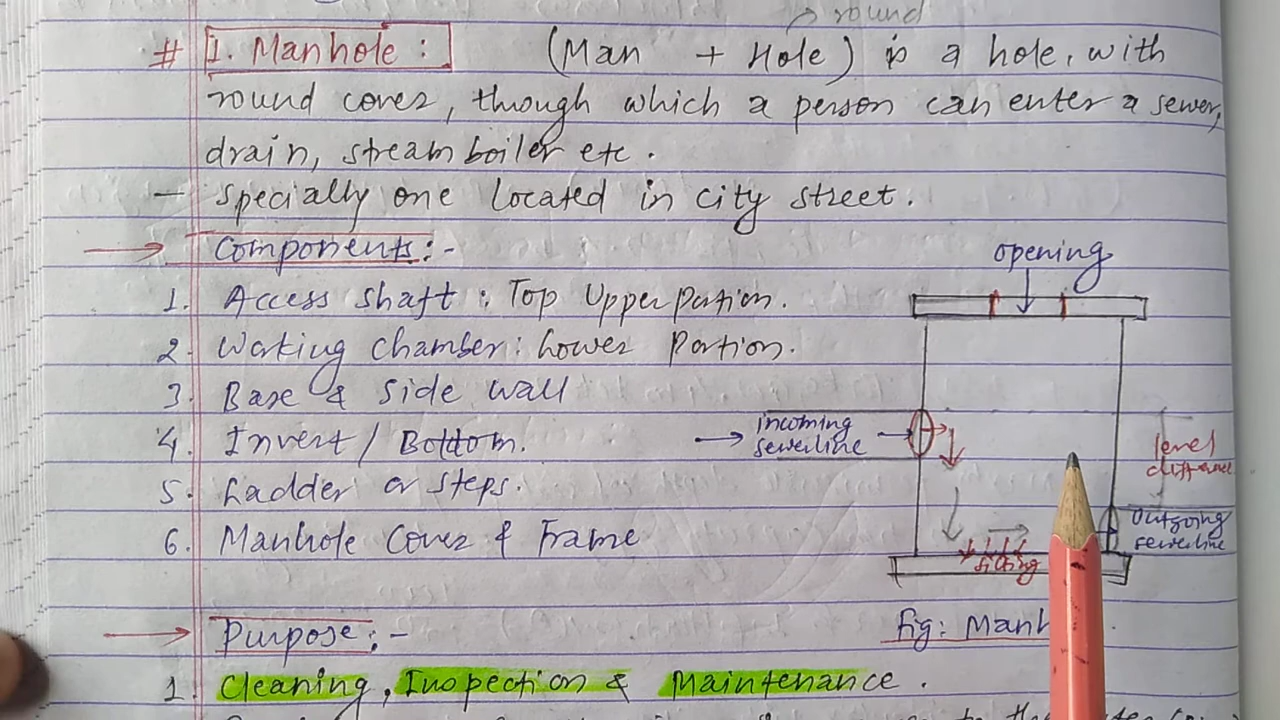 round
# 1. Manhole : (Man + Hole) is a hole, with
round cover, though which a person can enter a sewer,
drain, stream boiler etc.
- specially one located in city street.
→ Components :-
opening
1. Access shaft : Top Upper Portion.
2. Working chamber : Lower Portion.
3. Base & Side wall
incoming
sewerline
4. Invert / Bottom.
level
difference
5. Ladder or steps.
6. Manhole Cover & Frame
outgoing
sewerline
→ Purpose :-
fig: Manh
1. Cleaning, Inspection & Maintenance.